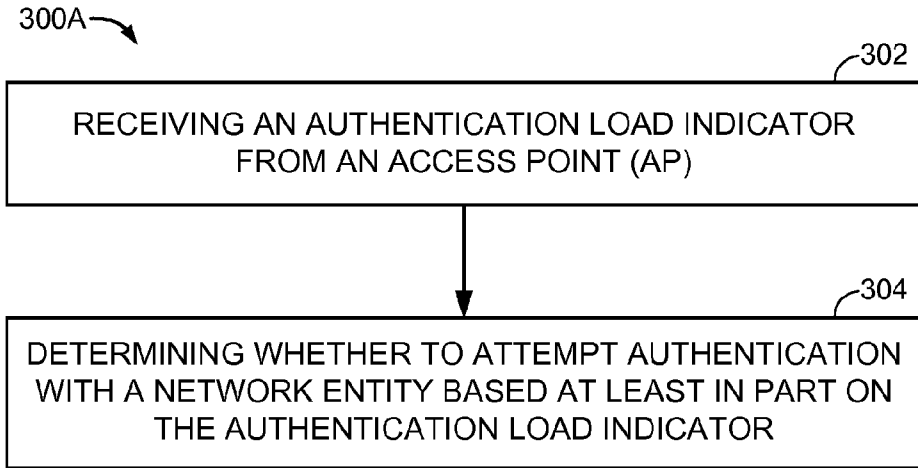 300A
302
RECEIVING AN AUTHENTICATION LOAD INDICATOR
FROM AN ACCESS POINT (AP)
304
DETERMINING WHETHER TO ATTEMPT AUTHENTICATION
WITH A NETWORK ENTITY BASED AT LEAST IN PART ON
THE AUTHENTICATION LOAD INDICATOR